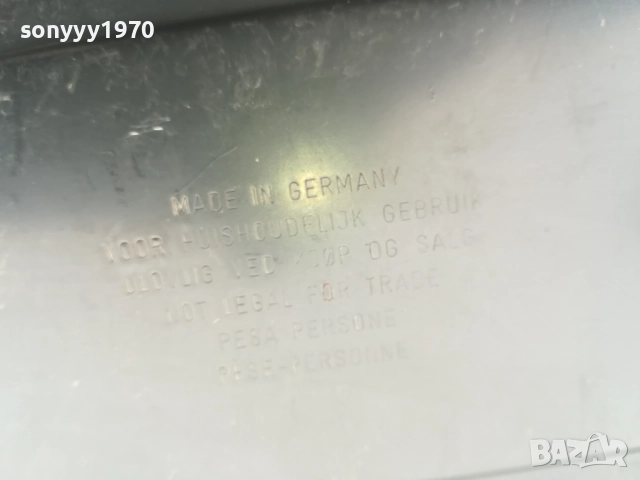 sonyyy1970
MADE IN GERMANY
VOOR HUISHOUDELIJK GEBRUIK
ULOVLIG VED KØP OG SALG
NOT LEGAL FOR TRADE
PESA PERSONE
PESE-PERSONNE
BAZAR